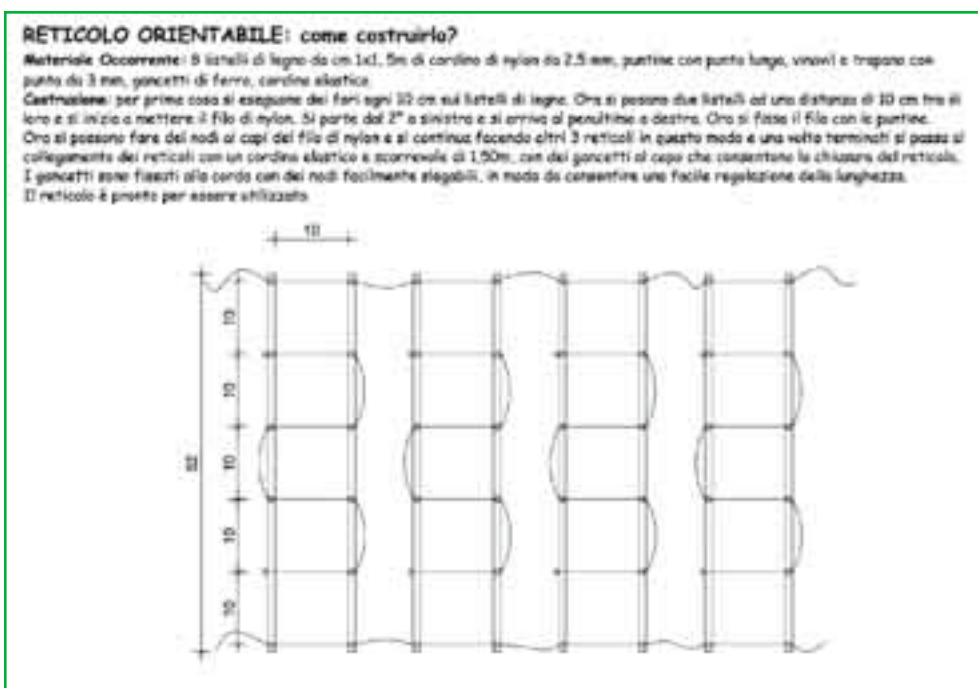 RETICOLO ORIENTABILE: come costruirlo?
Materiale Occorrente: 8 listelli di legno da cm 1x1, 5m di cordino di nylon da 2,5 mm, puntine con punta lunga, vinavil e trapano con
punta da 3 mm, gancetti di ferro, cordino elastico.
Costruzione: per prima cosa si eseguono dei fori ogni 10 cm sui listelli di legno. Ora si posano due listelli ad una distanza di 10 cm tra di
loro e si inizia a mettere il filo di nylon. Si parte dal 2° a sinistra e si arriva al penultimo a destra. Ora si fissa il filo con le puntine.
Ora si possono fare dei nodi ai capi del filo di nylon e si continua facendo altri 3 reticoli in questo modo e una volta terminati si passa al
collegamento dei reticoli con un cordino elastico e scorrevole di 1,50m, con dei gancetti al capo che consentono la chiusura del reticolo.
I gancetti sono fissati alla corda con dei nodi facilmente slegabili, in modo da consentire una facile regolazione della lunghezza.
Il reticolo è pronto per essere utilizzato
10
10
10
52
10
10
10